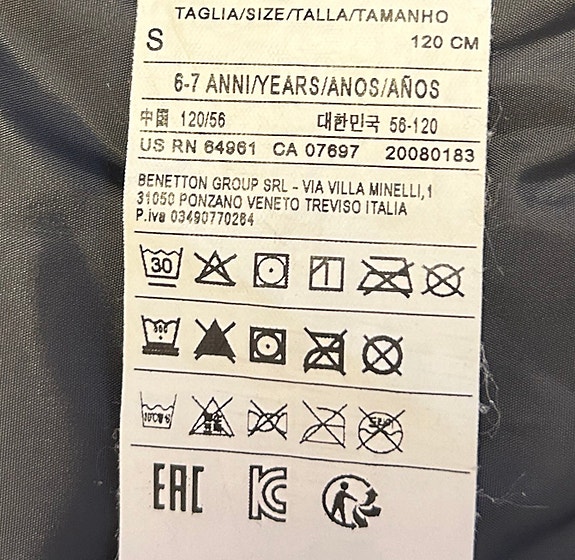 TAGLIA/SIZE/TALLA/TAMANHO
S 120 CM
6-7 ANNI/YEARS/ANOS/AÑOS
中国 120/56 대한민국 56-120
US RN 64961 CA 07697 20080183
BENETTON GROUP SRL - VIA VILLA MINELLI,1
31050 PONZANO VENETO TREVISO ITALIA
P.iva 03490770264
30
EAC KC